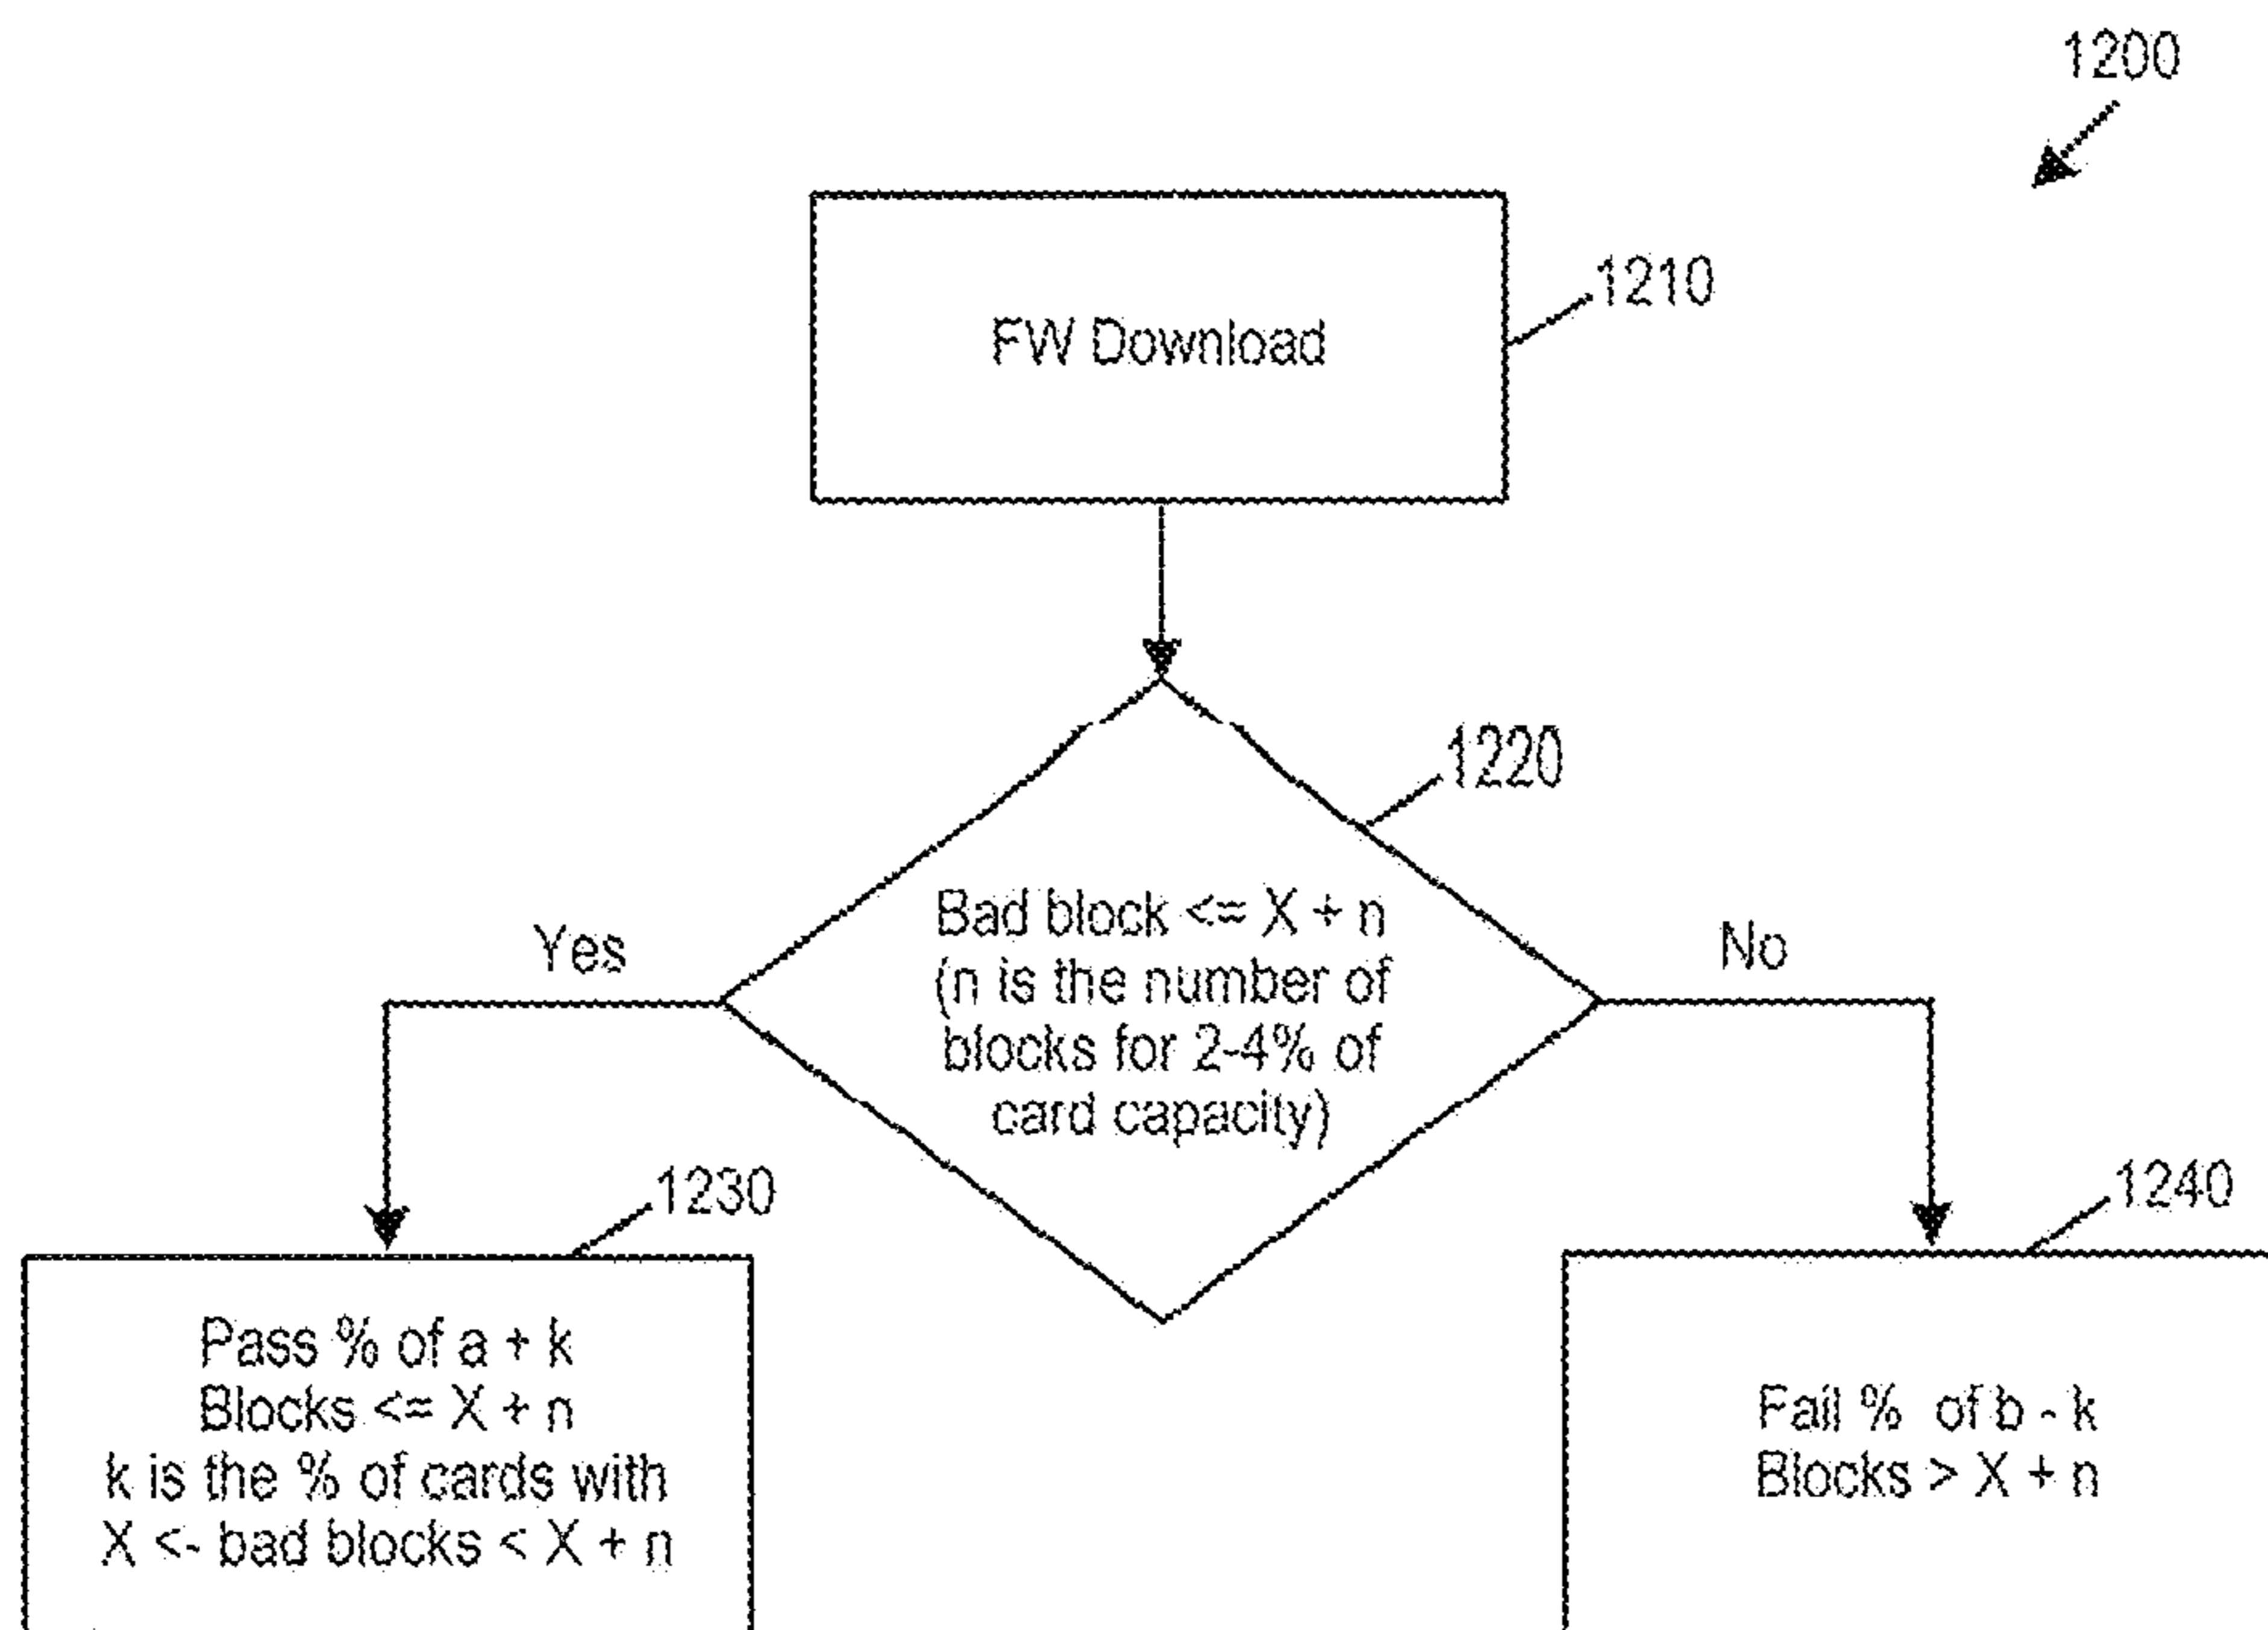 1200
FW Download
1210
1220
Bad block <= X + n
(n is the number of
blocks for 2-4% of
card capacity)
Yes
No
1230
1240
Pass % of a + k
Blocks <= X + n
k is the % of cards with
X <- bad blocks < X + n
Fail % of b - k
Blocks > X + n